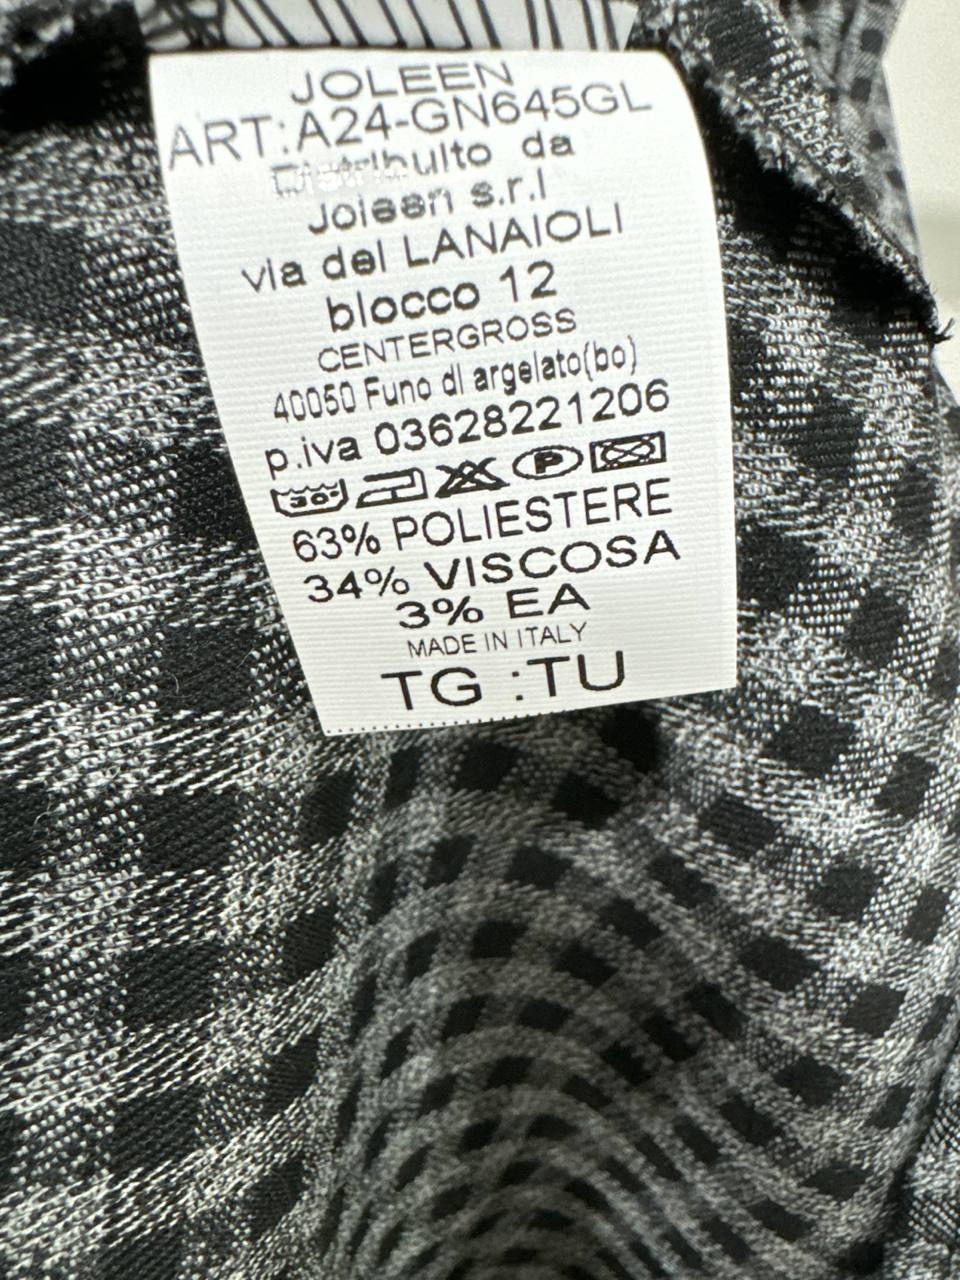 JOLEEN
ART:A24-GN645GL
Distribuito da
Joleen s.r.l
via del LANAIOLI
blocco 12
CENTERGROSS
40050 Funo di argelato(bo)
p.iva 03628221206
30 P
63% POLIESTERE
34% VISCOSA
3% EA
MADE IN ITALY
TG :TU